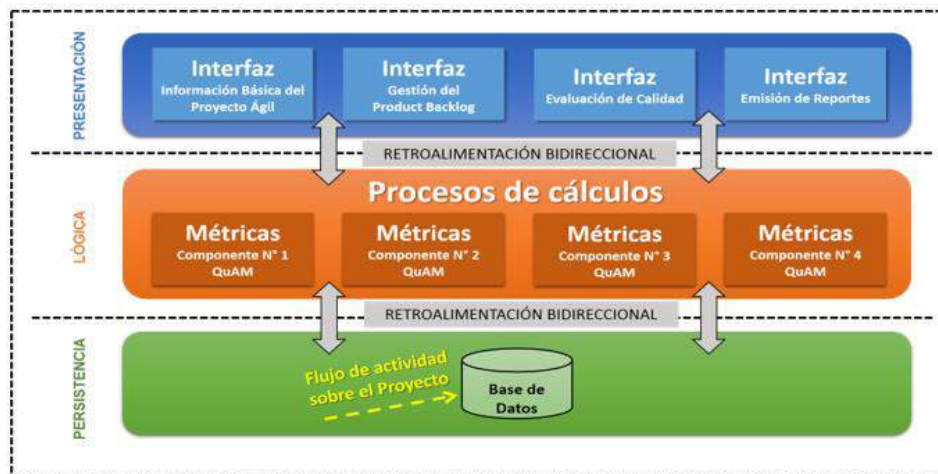 PRESENTACIÓN
Interfaz
Información Básica del
Proyecto Ágil
Interfaz
Gestión del
Product Backlog
Interfaz
Evaluación de Calidad
Interfaz
Emisión de Reportes
RETROALIMENTACIÓN BIDIRECCIONAL
LÓGICA
Procesos de cálculos
Métricas
Componente N° 1
QuAM
Métricas
Componente N° 2
QuAM
Métricas
Componente N° 3
QuAM
Métricas
Componente N° 4
QuAM
RETROALIMENTACIÓN BIDIRECCIONAL
PERSISTENCIA
Flujo de actividad
sobre el Proyecto
Base de
Datos